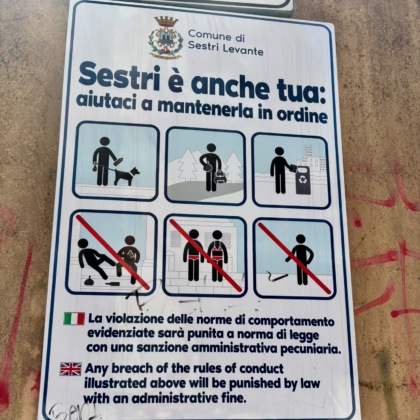 Comune di
Sestri Levante
Sestri è anche tua:
aiutaci a mantenerla in ordine
La violazione delle norme di comportamento
evidenziate sarà punita a norma di legge
con una sanzione amministrativa pecuniaria.
Any breach of the rules of conduct
illustrated above will be punished by law
with an administrative fine.